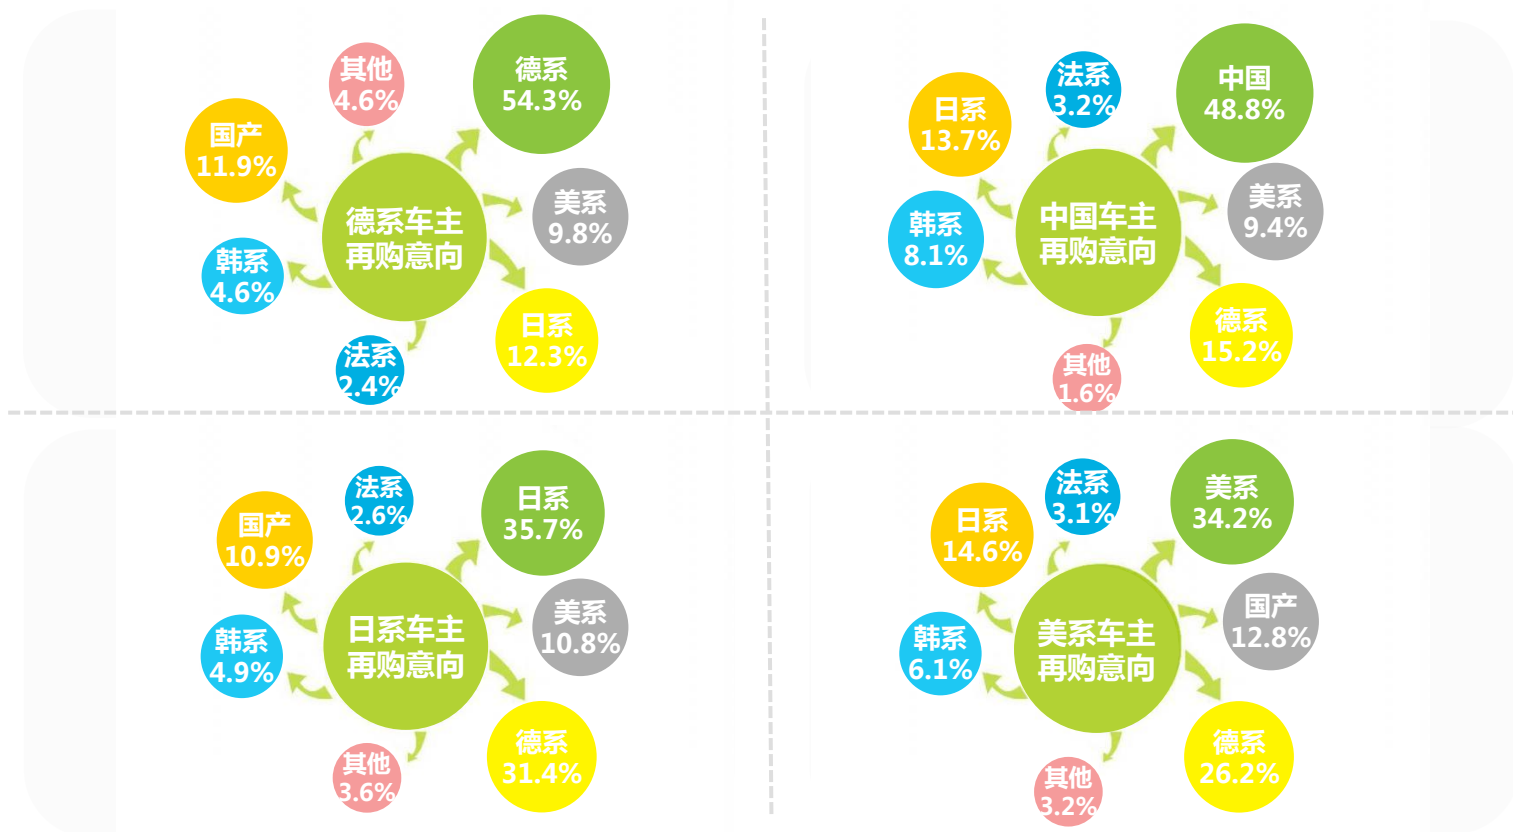 其他
4.6%
德系
54.3%
国产
11.9%
美系
9.8%
德系车主
再购意向
韩系
4.6%
日系
12.3%
法系
2.4%
法系
3.2%
中国
48.8%
日系
13.7%
美系
9.4%
中国车主
再购意向
韩系
8.1%
德系
15.2%
其他
1.6%
法系
2.6%
日系
35.7%
国产
10.9%
美系
10.8%
日系车主
再购意向
韩系
4.9%
德系
31.4%
其他
3.6%
法系
3.1%
美系
34.2%
日系
14.6%
国产
12.8%
美系车主
再购意向
韩系
6.1%
德系
26.2%
其他
3.2%